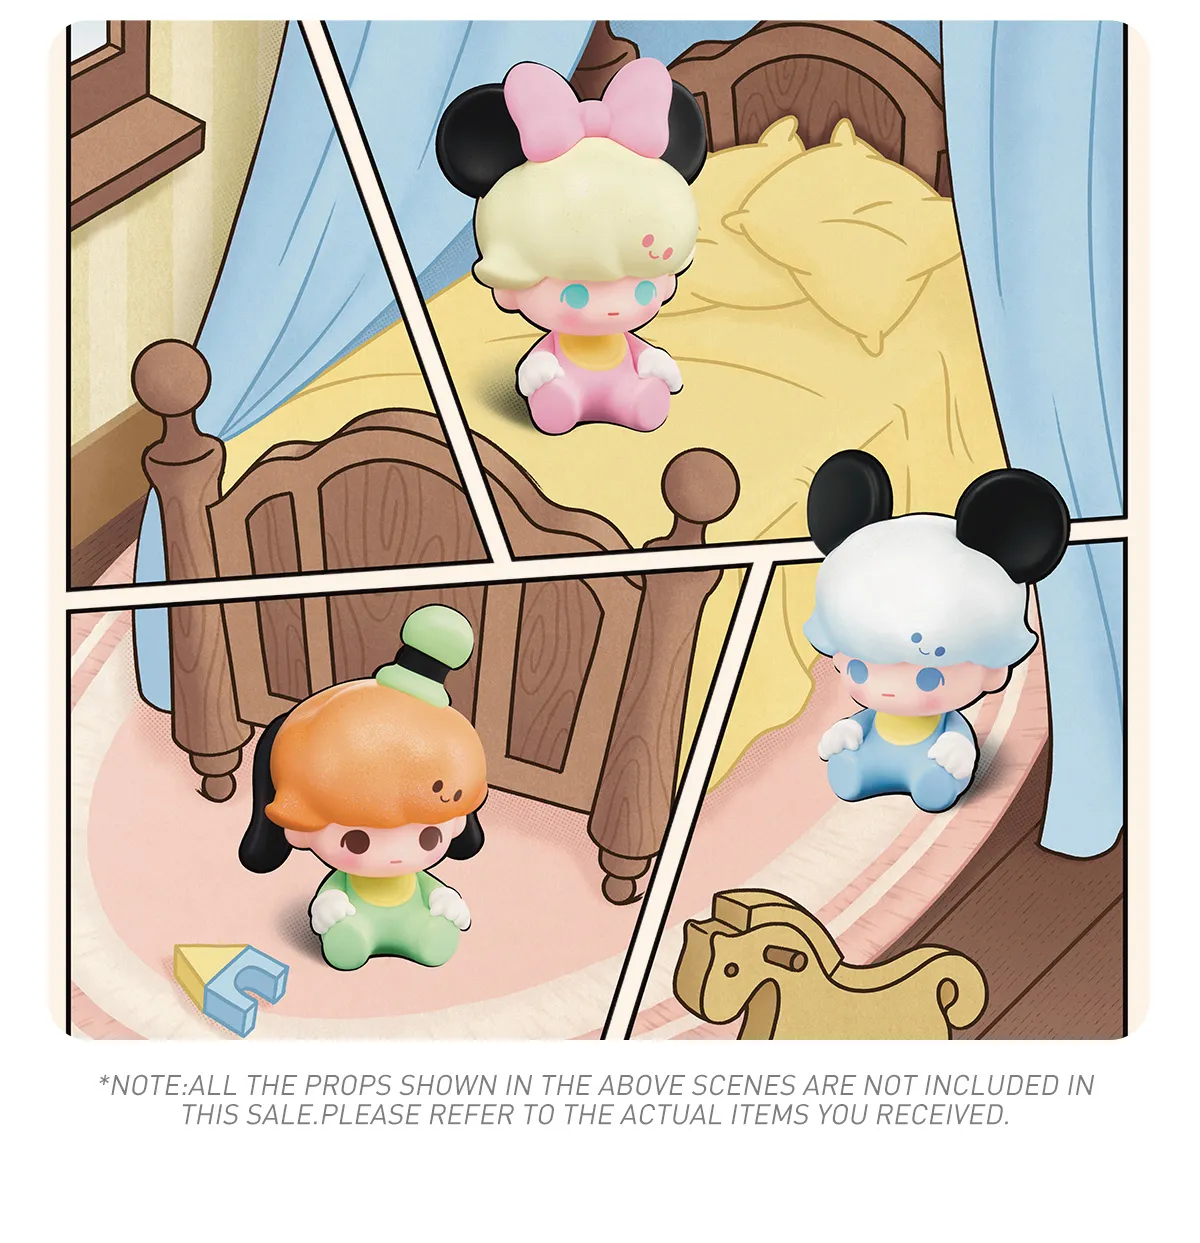 *NOTE:ALL THE PROPS SHOWN IN THE ABOVE SCENES ARE NOT INCLUDED IN
THIS SALE.PLEASE REFER TO THE ACTUAL ITEMS YOU RECEIVED.